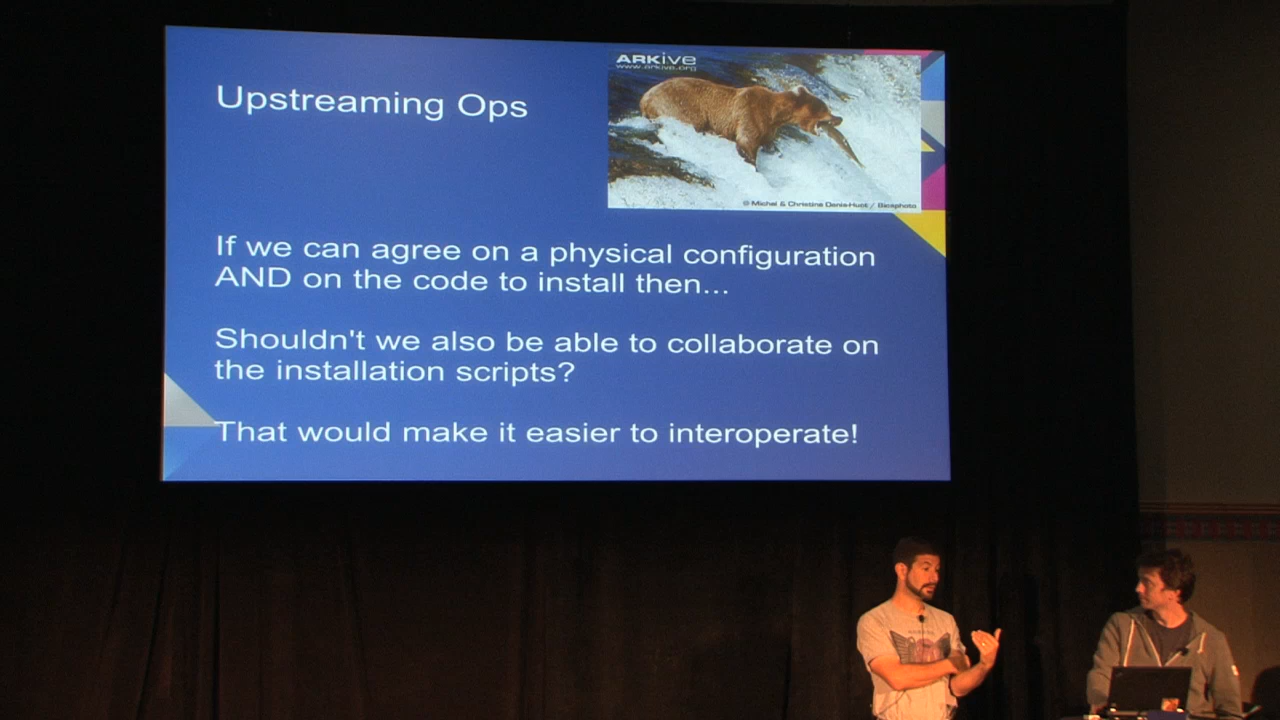 ARKive
www.arkive.org
Upstreaming Ops
© Michel & Christine Denis-Huot / Biosphoto
If we can agree on a physical configuration
AND on the code to install then...
Shouldn't we also be able to collaborate on
the installation scripts?
That would make it easier to interoperate!